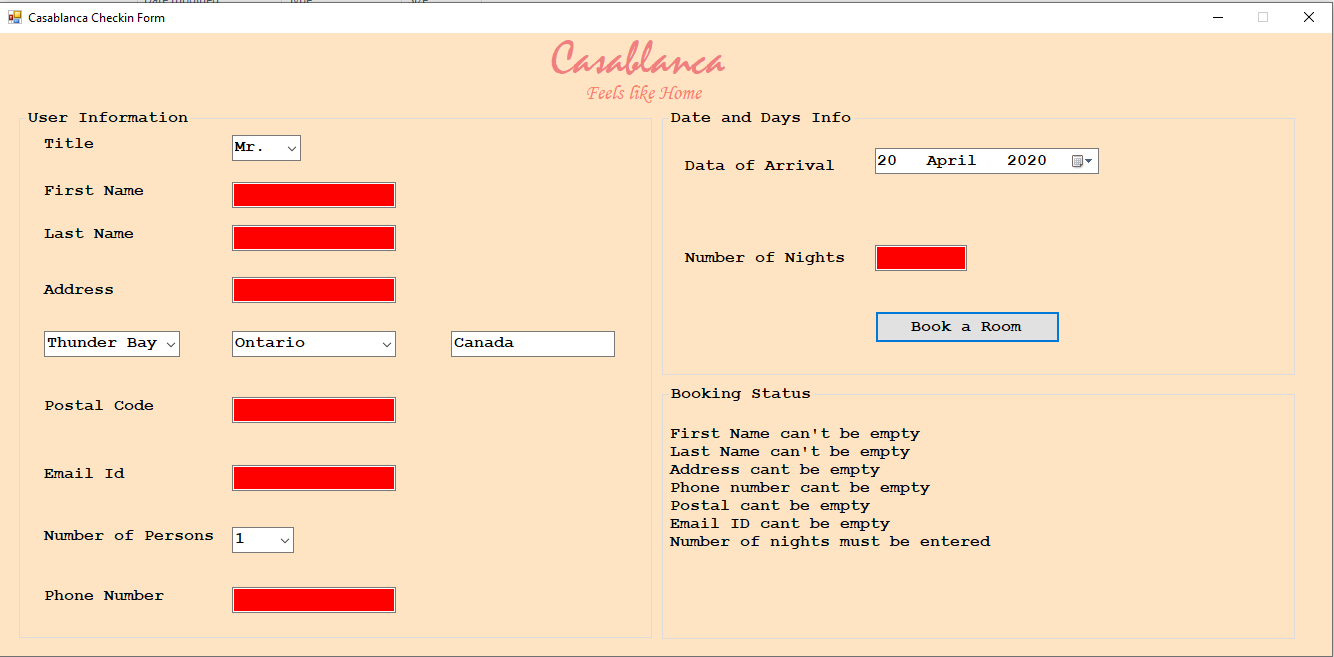 Casablanca Checkin Form
Casablanca
Feels like Home
User Information
Title
Mr.
First Name
Last Name
Address
Thunder Bay
Ontario
Canada
Postal Code
Email Id
Number of Persons
1
Phone Number
Date and Days Info
Data of Arrival
20 April 2020
Number of Nights
Book a Room
Booking Status
First Name can't be empty
Last Name can't be empty
Address cant be empty
Phone number cant be empty
Postal cant be empty
Email ID cant be empty
Number of nights must be entered